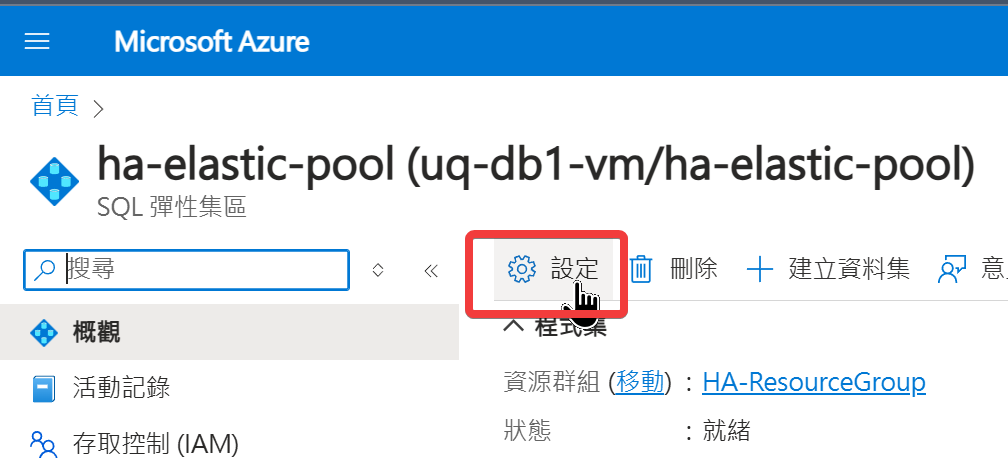 Microsoft Azure
首頁
ha-elastic-pool (uq-db1-vm/ha-elastic-pool)
SQL 彈性集區
搜尋
設定
刪除
建立資料集
概觀
程式集
活動記錄
資源群組 (移動) : HA-ResourceGroup
存取控制 (IAM)
狀態 : 就緒